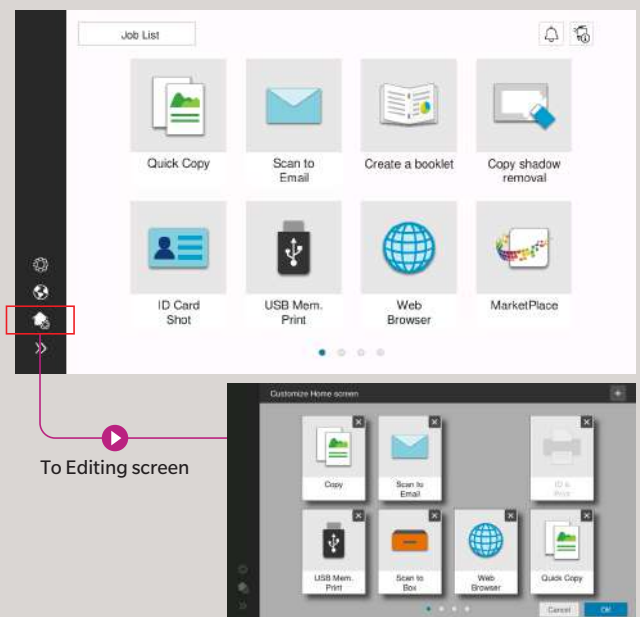 Job List
Quick Copy
Scan to
Email
Create a booklet
Copy shadow
removal
ID Card
Shot
USB Mem.
Print
Web
Browser
MarketPlace
To Editing screen
Customize Home screen
Copy
Scan to
Email
ID &
Print
USB Mem.
Print
Scan to
Box
Web
Browser
Quick Copy
Cancel
OK